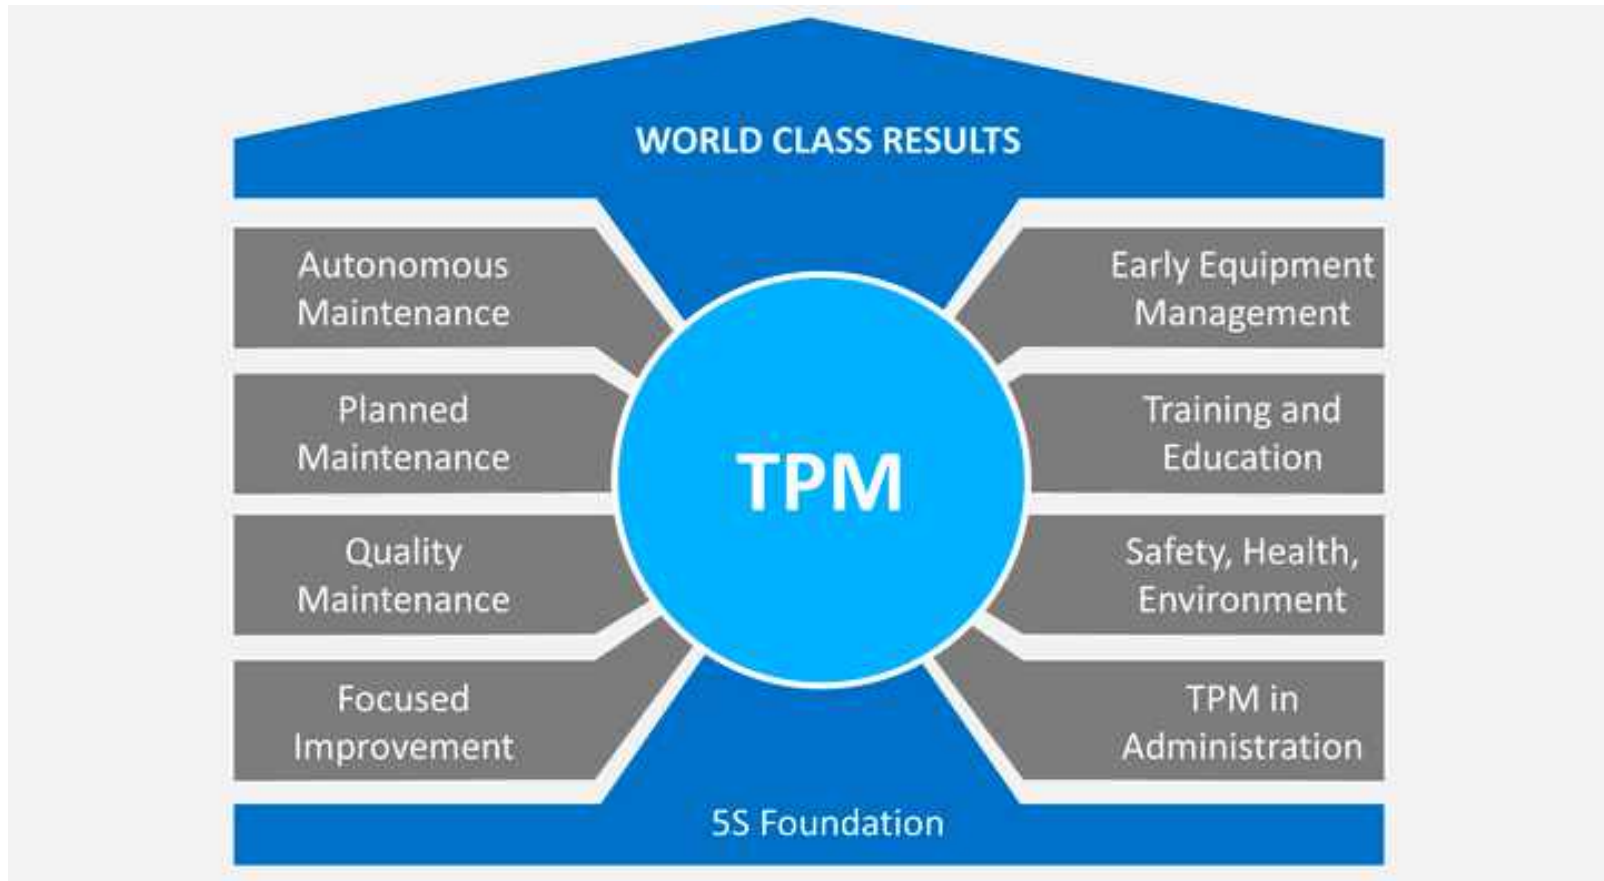 WORLD CLASS RESULTS
Autonomous
Maintenance
Planned
Maintenance
Quality
Maintenance
Focused
Improvement
TPM
Early Equipment
Management
Training and
Education
Safety, Health,
Environment
TPM in
Administration
5S Foundation